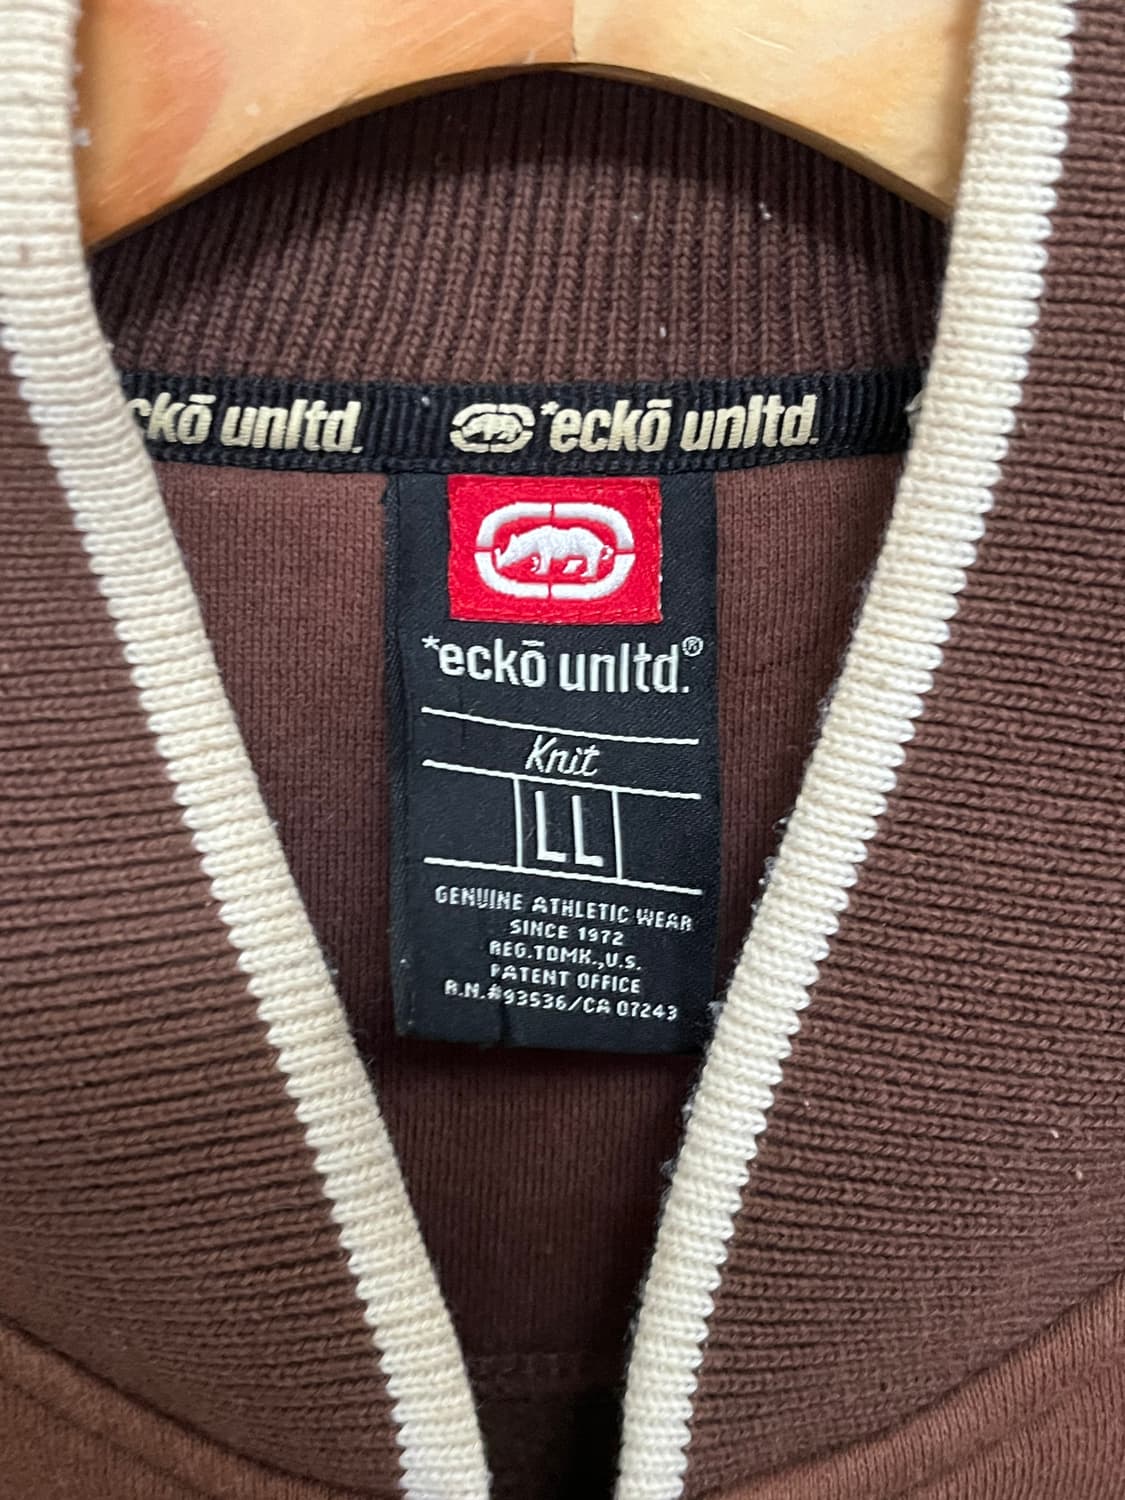 ckō unltd. *eckō unltd.
*eckō unltd.®
Knit
LL
GENUINE ATHLETIC WEAR
SINCE 1972
REG.TDMK.,U.S.
PATENT OFFICE
R.N.#93536/CA 07243